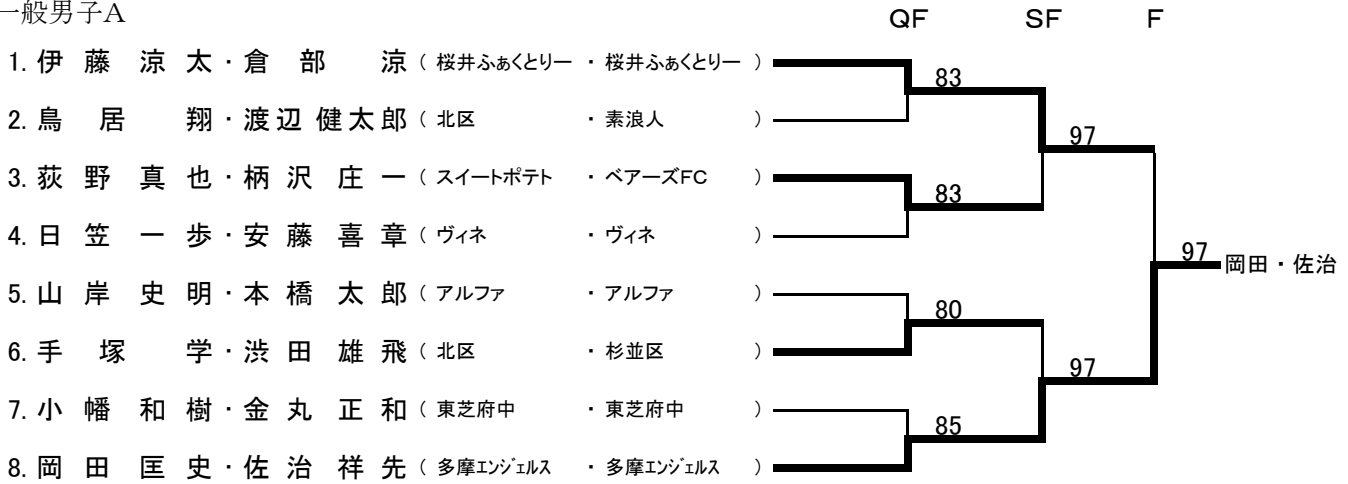 一般男子A
QF SF F
1. 伊藤涼太・倉部涼 ( 桜井ふぁくとりー ・ 桜井ふぁくとりー )
83
2. 鳥居翔・渡辺健太郎 ( 北区 ・ 素浪人 )
97
3. 荻野真也・柄沢庄一 ( スイートポテト ・ ベアーズFC )
83
4. 日笠一歩・安藤喜章 ( ヴィネ ・ ヴィネ )
97 岡田・佐治
5. 山岸史明・本橋太郎 ( アルファ ・ アルファ )
80
6. 手塚学・渋田雄飛 ( 北区 ・ 杉並区 )
97
7. 小幡和樹・金丸正和 ( 東芝府中 ・ 東芝府中 )
85
8. 岡田匡史・佐治祥先 ( 多摩エンジェルス ・ 多摩エンジェルス )